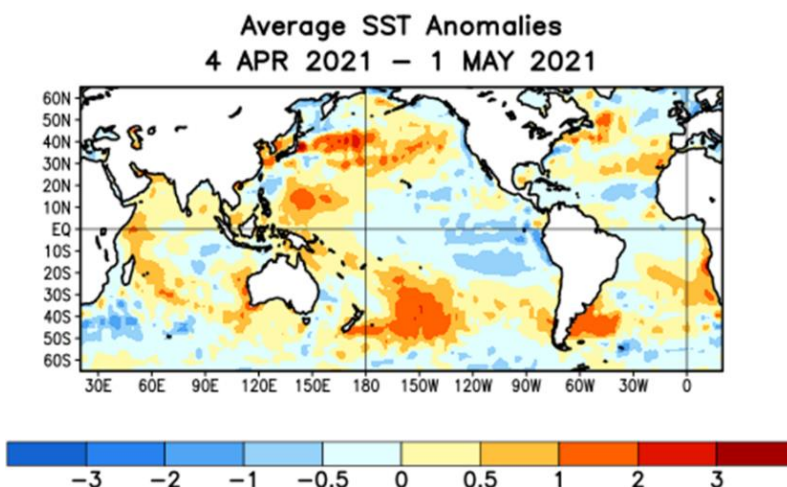 Average SST Anomalies
4 APR 2021 – 1 MAY 2021
60N
50N
40N
30N
20N
10N
EQ
10S
20S
30S
40S
50S
60S
30E 60E 90E 120E 150E 180 150W 120W 90W 60W 30W 0
-3 -2 -1 -0.5 0 0.5 1 2 3